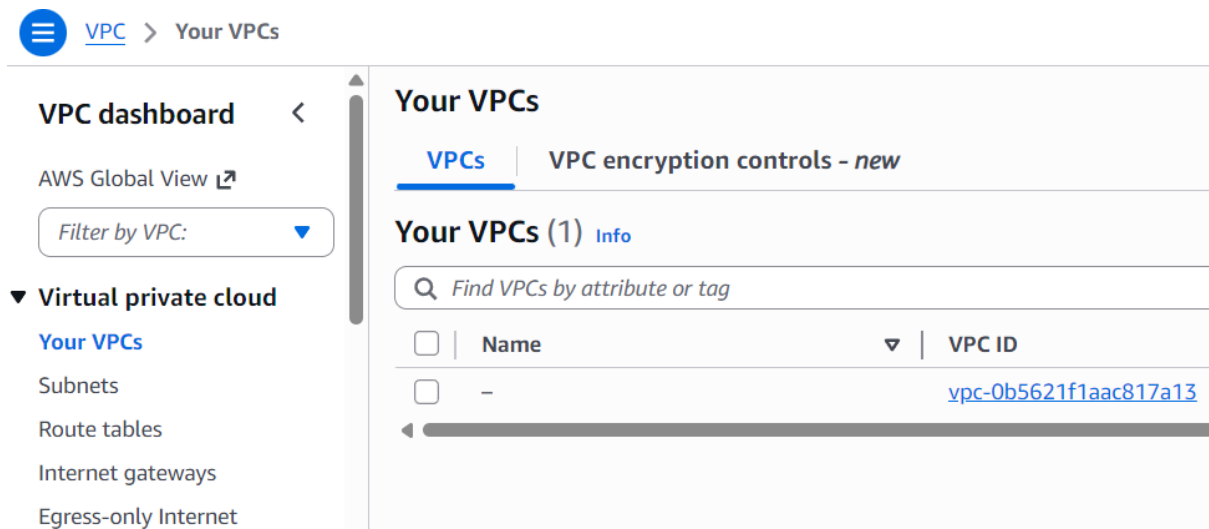 VPC > Your VPCs
VPC dashboard
AWS Global View
Filter by VPC:
Virtual private cloud
Your VPCs
Subnets
Route tables
Internet gateways
Egress-only Internet
Your VPCs
VPCs
VPC encryption controls - new
Your VPCs (1) Info
Find VPCs by attribute or tag
Name VPC ID
– vpc-0b5621f1aac817a13